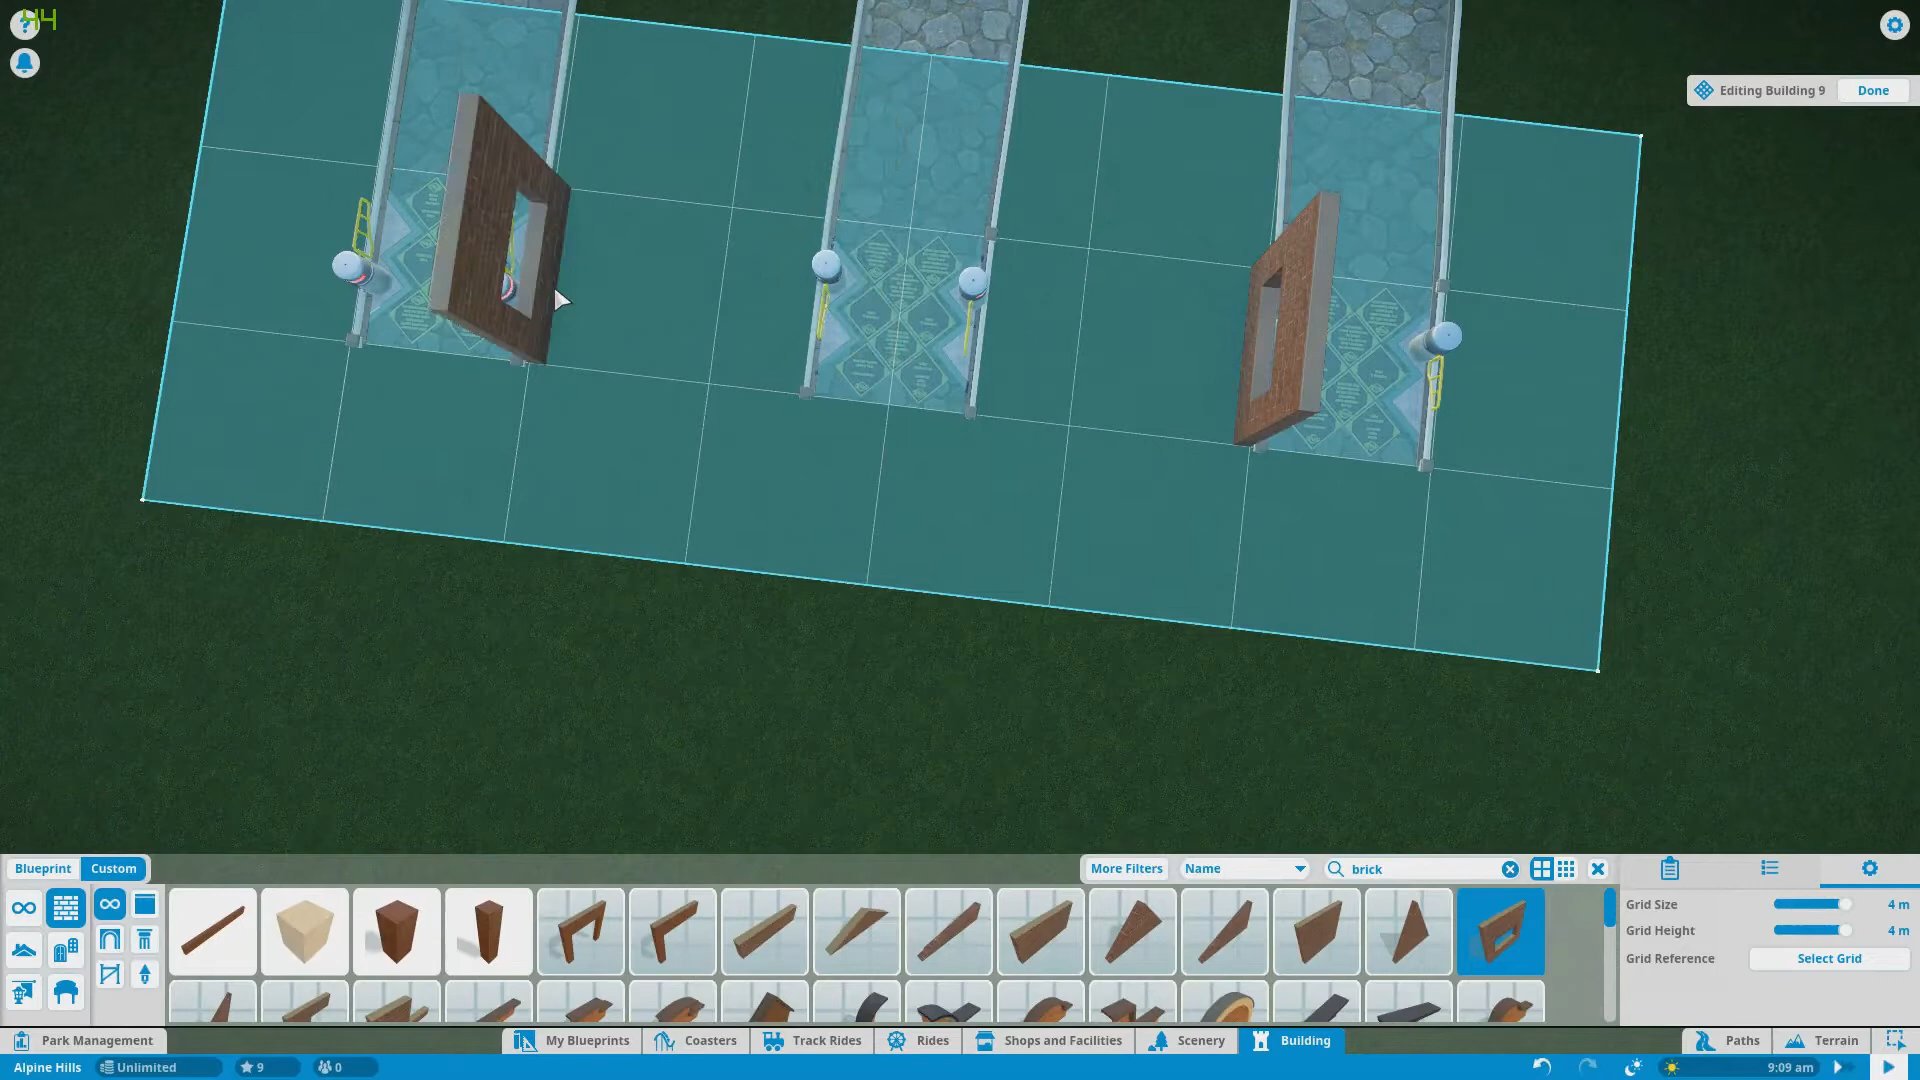 44
?
Editing Building 9
Done
Blueprint
Custom
More Filters
Name
brick
Grid Size
4 m
Grid Height
4 m
Grid Reference
Select Grid
Park Management
My Blueprints
Coasters
Track Rides
Rides
Shops and Facilities
Scenery
Building
Paths
Terrain
Alpine Hills
Unlimited
9
0
9:09 am